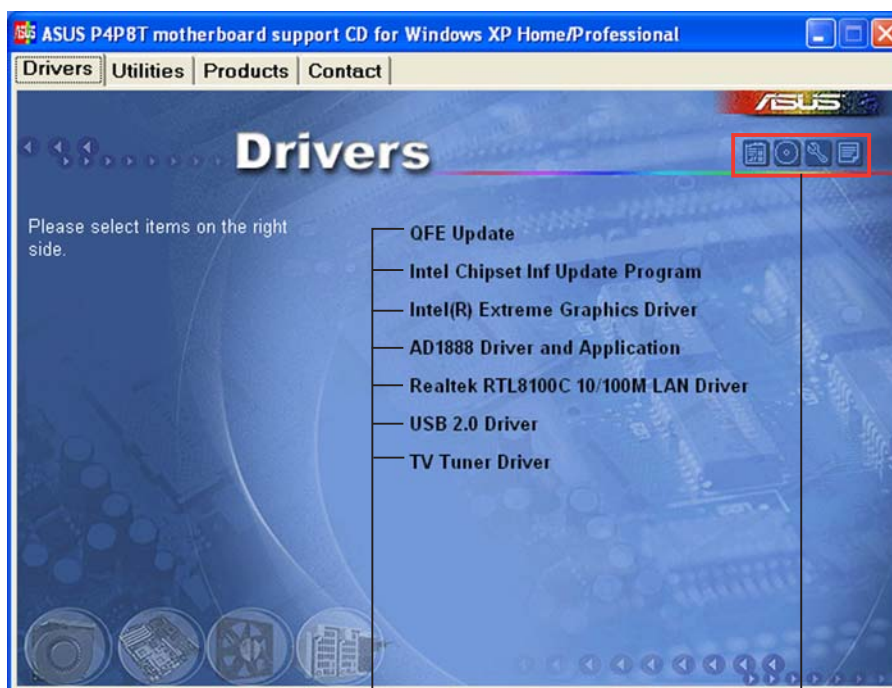 ASUS P4P8T motherboard support CD for Windows XP Home/Professional
Drivers Utilities Products Contact
ASUS
Drivers
Please select items on the right
side.
QFE Update
Intel Chipset Inf Update Program
Intel(R) Extreme Graphics Driver
AD1888 Driver and Application
Realtek RTL8100C 10/100M LAN Driver
USB 2.0 Driver
TV Tuner Driver